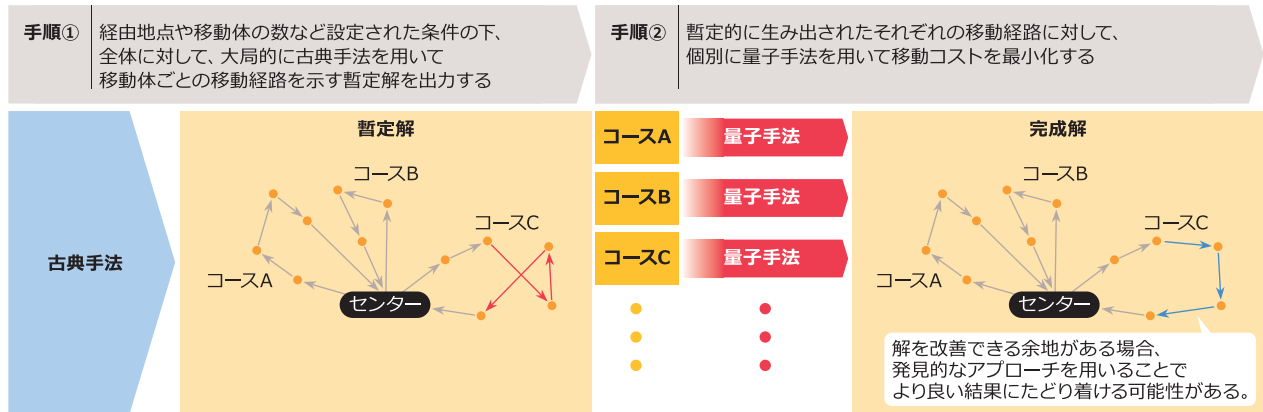 手順①
経由地点や移動体の数など設定された条件の下、
全体に対して、大局的に古典手法を用いて
移動体ごとの移動経路を示す暫定解を出力する
手順②
暫定的に生み出されたそれぞれの移動経路に対して、
個別に量子手法を用いて移動コストを最小化する
古典手法
暫定解
コースB
コースC
コースA
センター
コースA
量子手法
コースB
量子手法
コースC
量子手法
完成解
コースB
コースC
コースA
センター
解を改善できる余地がある場合、
発見的なアプローチを用いることで
より良い結果にたどり着ける可能性がある。